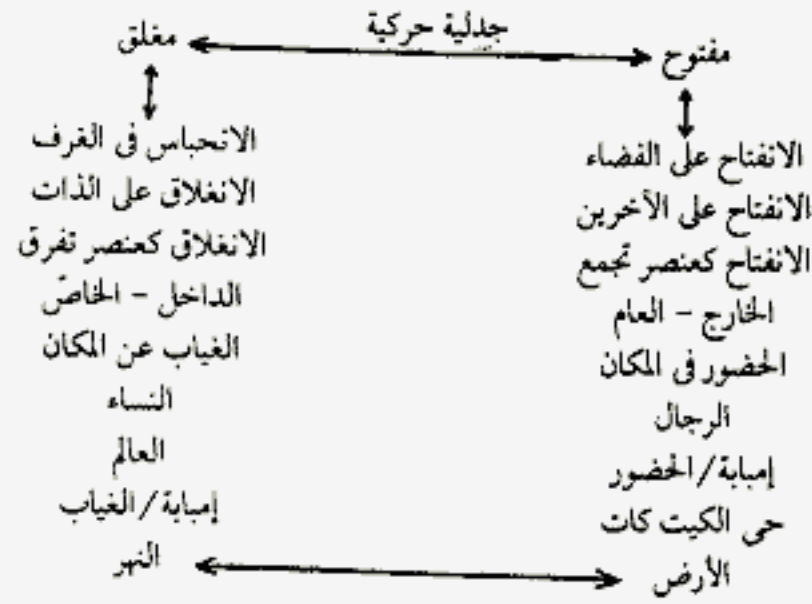 جدلية حركية
مفتوح
مغلق
الانفتاح على الفضاء
الانفتاح على الآخرين
الانفتاح كعنصر تجمع
الخارج - العام
الحضور فى المكان
الرجال
إمبابة/الحضور
حى الكيت كات
الأرض
الانحباس فى الغرف
الانغلاق على الذات
الانغلاق كعنصر تفرق
الداخل - الخاصّ
الغياب عن المكان
النساء
العالم
إمبابة/الغياب
النهر